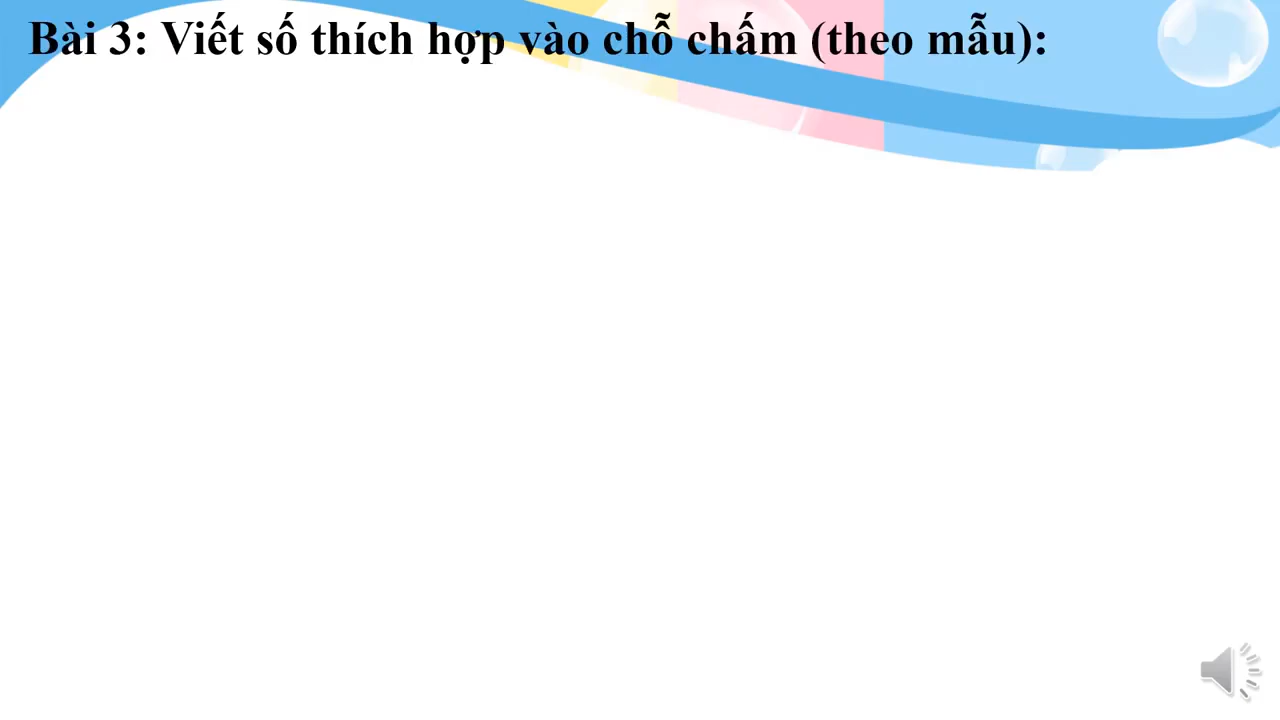 Bài 3: Viết số thích hợp vào chỗ chấm (theo mẫu):